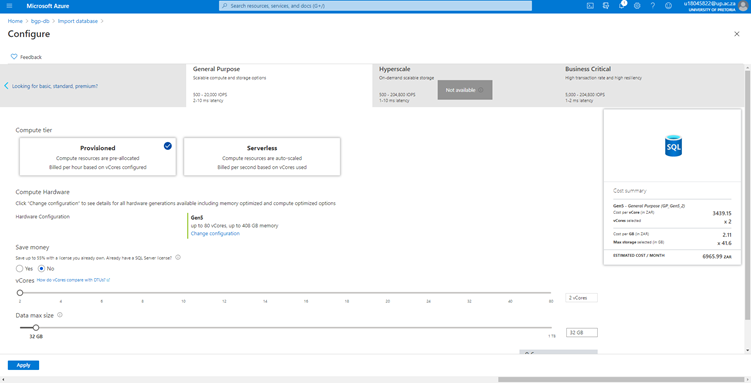 Microsoft Azure
Search resources, services, and docs (G+/)
1
u18045822@up.ac.za
UNIVERSITY OF PRETORIA
Home > bgp-db > Import database >
Configure
Feedback
Looking for basic, standard, premium?
General Purpose
Scalable compute and storage options
500 - 20,000 IOPS
2-10 ms latency
Hyperscale
On-demand scalable storage
500 - 204,800 IOPS
1-10 ms latency
Not available
Business Critical
High transaction rate and high resiliency
5,000 - 204,800 IOPS
1-2 ms latency
Compute tier
Provisioned
Compute resources are pre-allocated
Billed per hour based on vCores configured
Serverless
Compute resources are auto-scaled
Billed per second based on vCores used
SQL
Compute Hardware
Click "Change configuration" to see details for all hardware generations available including memory optimized and compute optimized options
Hardware Configuration
Gen5
up to 80 vCores, up to 408 GB memory
Change configuration
Cost summary
Gen5 - General Purpose (GP_Gen5_2)
Cost per vCore (in ZAR) 3439.15
vCores selected x 2
Cost per GB (in ZAR) 2.11
Max storage selected (in GB) x 41.6
ESTIMATED COST / MONTH 6965.99 ZAR
Save money
Save up to 55% with a license you already own. Already have a SQL Server license?
Yes No
vCores How do vCores compare with DTUs?
2 4 6 8 10 12 14 16 18 20 24 32 40 80
2 vCores
Data max size
32 GB
1 TB
32 GB
Apply